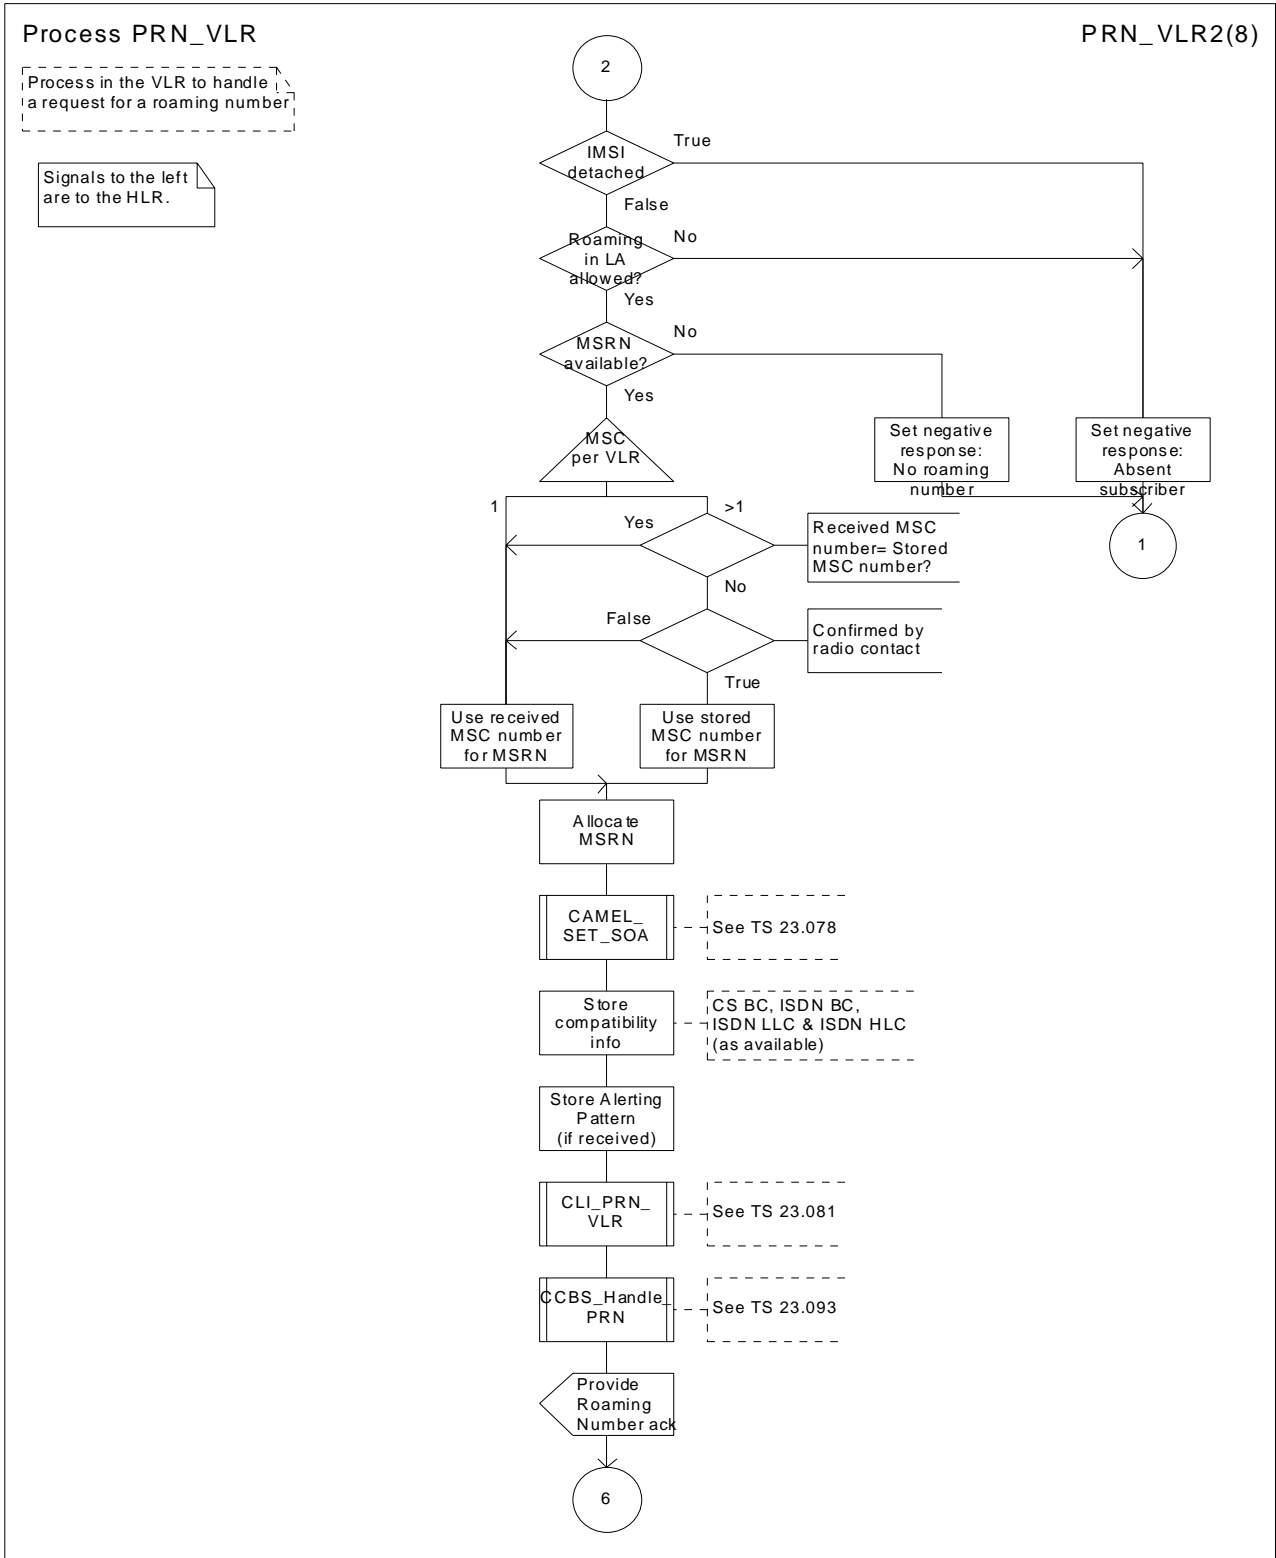 Process PRN_VLR
PRN_VLR2(8)
Process in the VLR to handle
a request for a roaming number
Signals to the left
are to the HLR.
2
IMSI
detached
True
False
Roaming
in LA
allowed?
No
Yes
MSRN
available?
No
Yes
MSC
per VLR
Set negative
response:
No roaming
number
Set negative
response:
Absent
subscriber
1
>1
Yes
Received MSC
number= Stored
MSC number?
1
No
False
Confirmed by
radio contact
True
Use received
MSC number
for MSRN
Use stored
MSC number
for MSRN
Allocate
MSRN
CAMEL_
SET_SOA
See TS 23.078
Store
compatibility
info
CS BC, ISDN BC,
ISDN LLC & ISDN HLC
(as available)
Store Alerting
Pattern
(if received)
CLI_PRN_
VLR
See TS 23.081
CCBS_Handle_
PRN
See TS 23.093
Provide
Roaming
Number ack
6